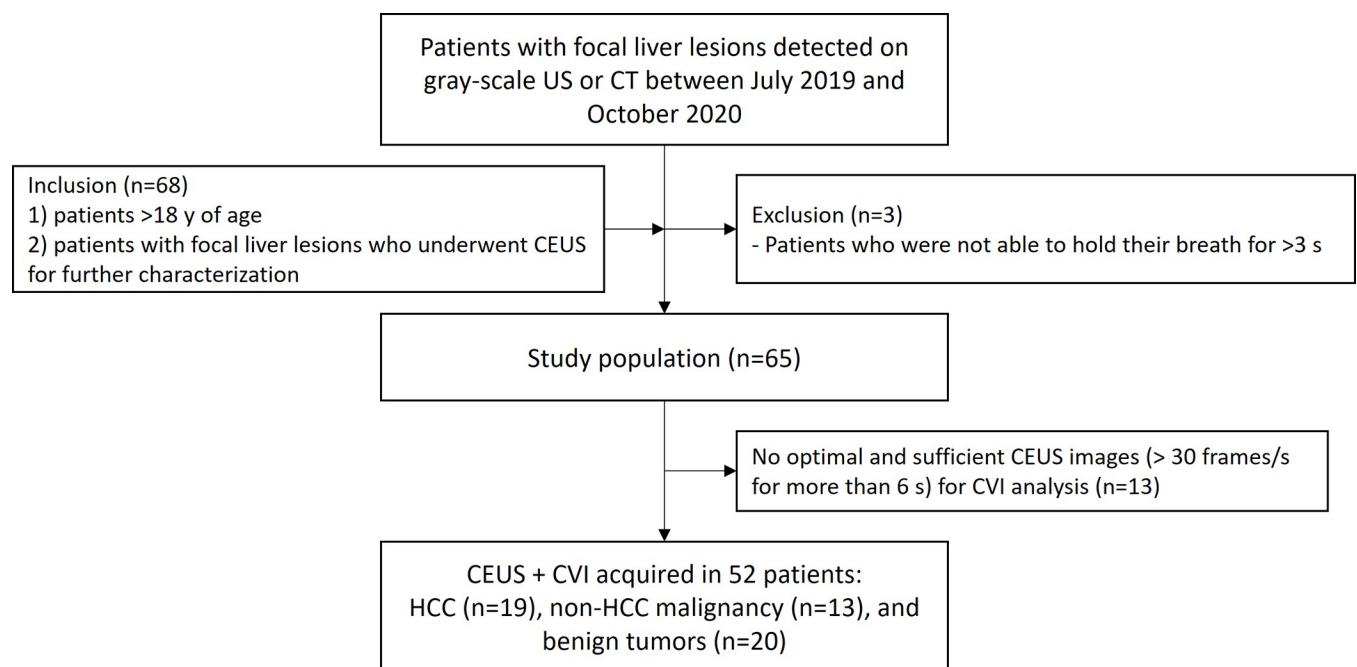 Patients with focal liver lesions detected on
gray-scale US or CT between July 2019 and
October 2020
Inclusion (n=68)
1) patients >18 y of age
2) patients with focal liver lesions who underwent CEUS
for further characterization
Exclusion (n=3)
- Patients who were not able to hold their breath for >3 s
Study population (n=65)
No optimal and sufficient CEUS images (> 30 frames/s
for more than 6 s) for CVI analysis (n=13)
CEUS + CVI acquired in 52 patients:
HCC (n=19), non-HCC malignancy (n=13), and
benign tumors (n=20)